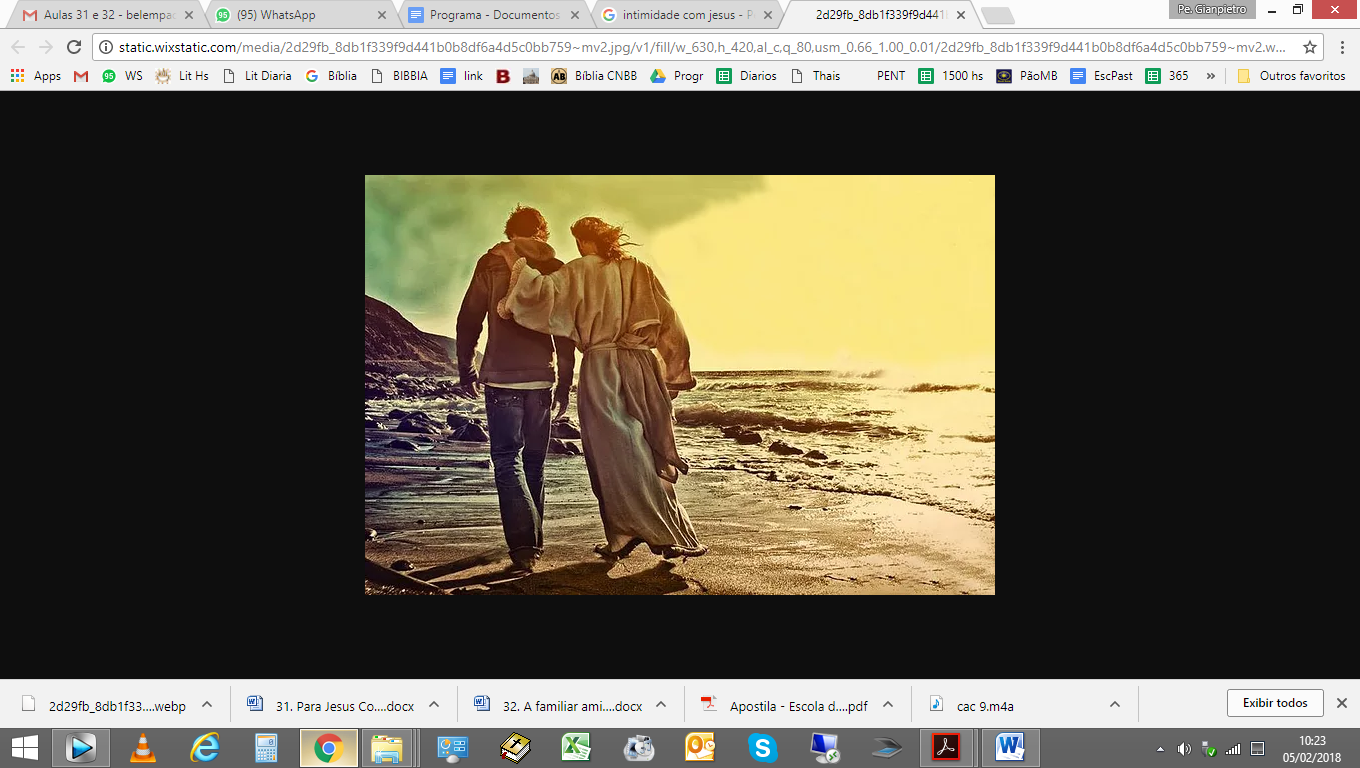 Aulas 31 e 32 - belempa
(95) WhatsApp
Programa - Documentos
intimidade com jesus - P
2d29fb_8db1f339f9d441
Pe. Gianpietro
static.wixstatic.com/media/2d29fb_8db1f339f9d441b0b8df6a4d5c0bb759~mv2.jpg/v1/fill/w_630,h_420,al_c,q_80,usm_0.66_1.00_0.01/2d29fb_8db1f339f9d441b0b8df6a4d5c0bb759~mv2.w...
Apps WS Lit Hs Lit Diaria Bíblia BIBBIA link B AB Bíblia CNBB Progr Diarios Thais PENT 1500 hs PãoMB EscPast 365 » Outros favoritos
2d29fb_8db1f33....webp
31. Para Jesus Co....docx
32. A familiar ami....docx
Apostila - Escola d....pdf
cac 9.m4a
Exibir todos
10:23
05/02/2018